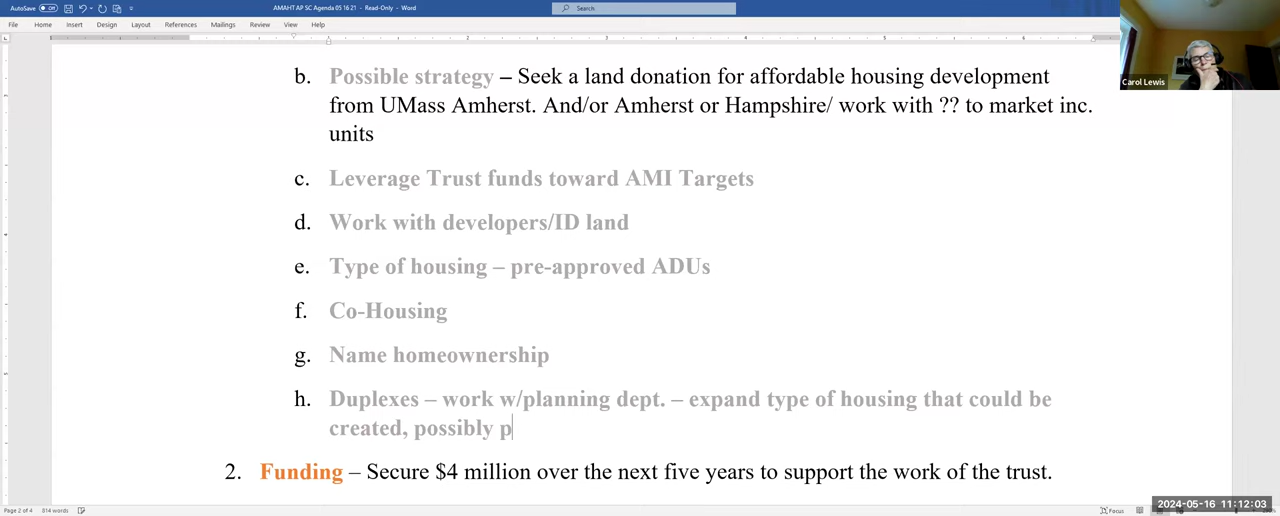 AutoSave Off AMAHT AP SC Agenda 05 16 21 - Read-Only - Word Search
File Home Insert Design Layout References Mailings Review View Help
Carol Lewis
b. Possible strategy – Seek a land donation for affordable housing development
from UMass Amherst. And/or Amherst or Hampshire/ work with ?? to market inc.
units
c. Leverage Trust funds toward AMI Targets
d. Work with developers/ID land
e. Type of housing – pre-approved ADUs
f. Co-Housing
g. Name homeownership
h. Duplexes – work w/planning dept. – expand type of housing that could be
created, possibly p
2. Funding – Secure $4 million over the next five years to support the work of the trust.
Page 2 of 4 814 words Focus
2024-05-16 11:12:03